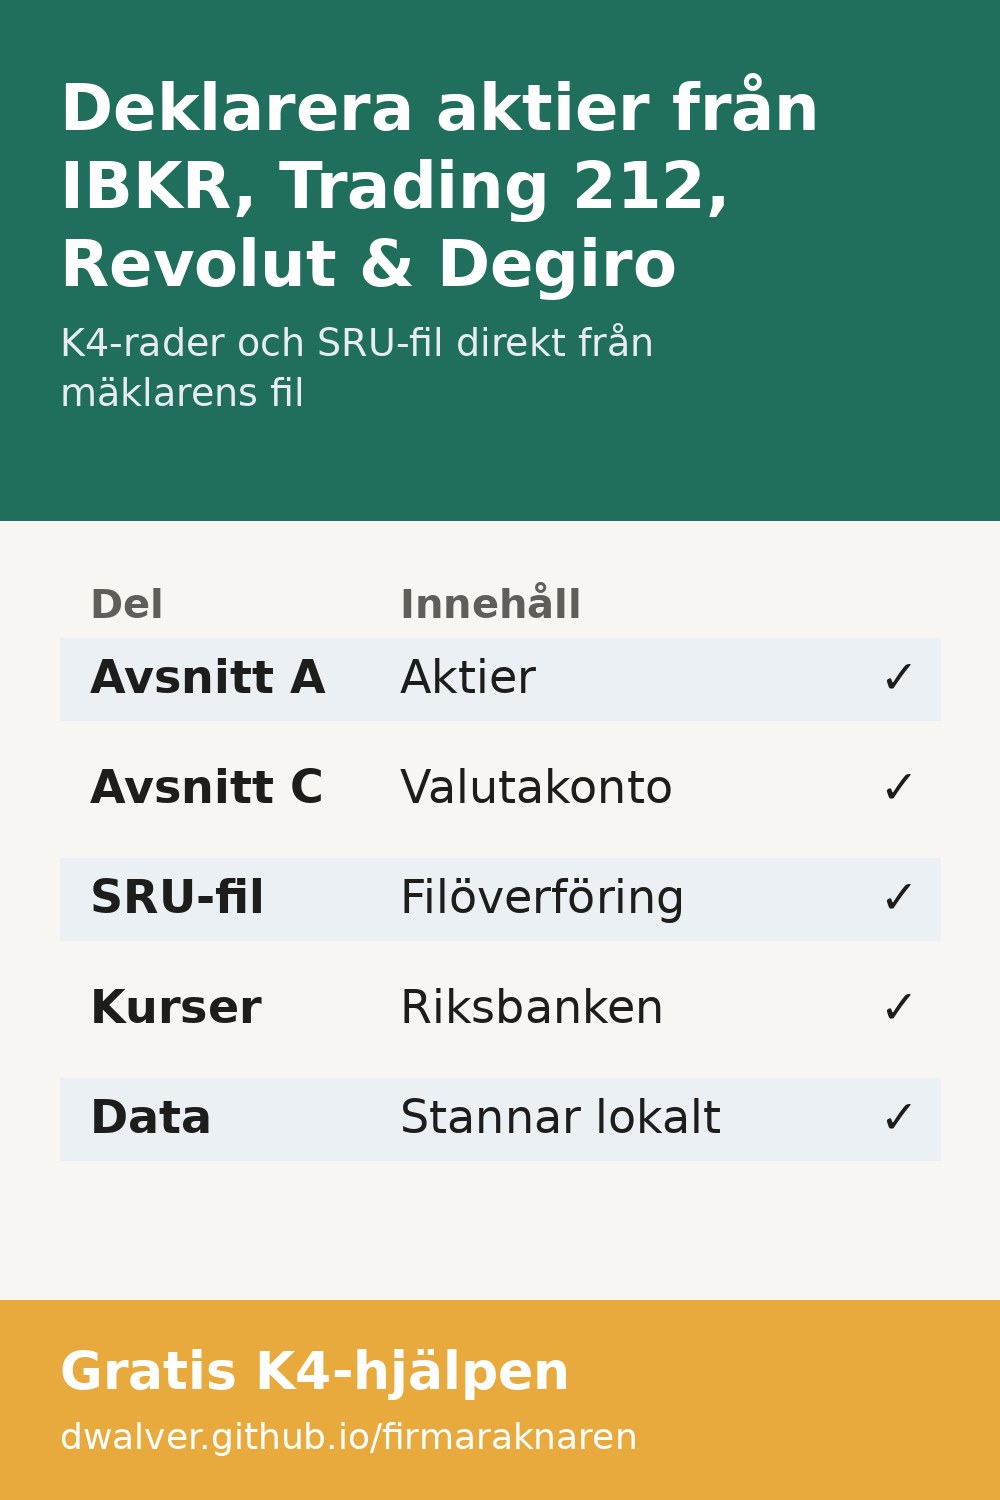 Deklarera aktier från
IBKR, Trading 212,
Revolut & Degiro
K4-rader och SRU-fil direkt från
mäklarens fil
Del Innehåll
Avsnitt A Aktier ✓
Avsnitt C Valutakonto ✓
SRU-fil Filöverföring ✓
Kurser Riksbanken ✓
Data Stannar lokalt ✓
Gratis K4-hjälpen
dwalver.github.io/firmaraknaren